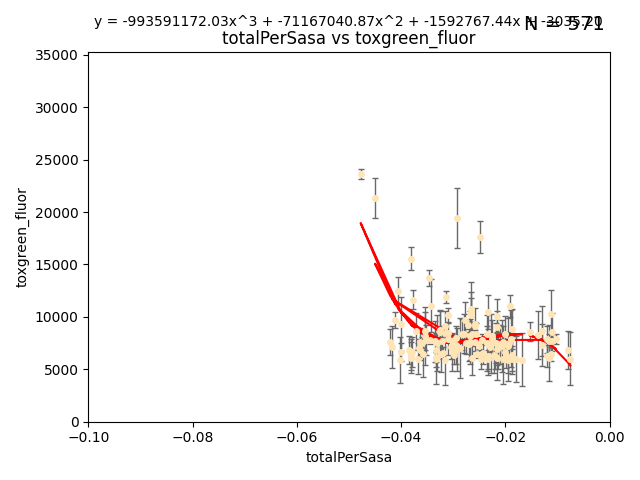 y = -993591172.03x^3 + -71167040.87x^2 + -1592767.44x + -3035.20
N = 571
totalPerSasa vs toxgreen_fluor
35000
30000
25000
20000
15000
10000
5000
0
toxgreen_fluor
−0.10
−0.08
−0.06
−0.04
−0.02
0.00
totalPerSasa